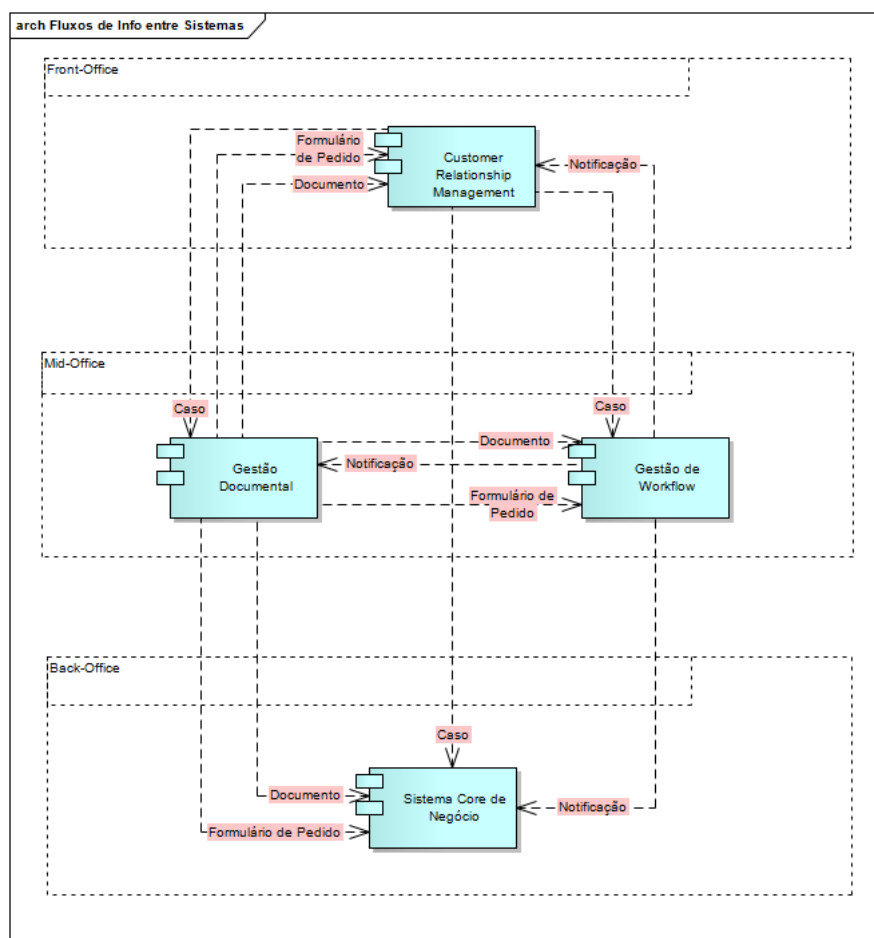 arch Fluxos de Info entre Sistemas
Front-Office
Formulário
de Pedido
Documento
Customer
Relationship
Management
Notificação
Mid-Office
Caso
Caso
Gestão
Documental
Documento
Notificação
Formulário de
Pedido
Gestão de
Workflow
Back-Office
Caso
Documento
Formulário de Pedido
Sistema Core de
Negócio
Notificação